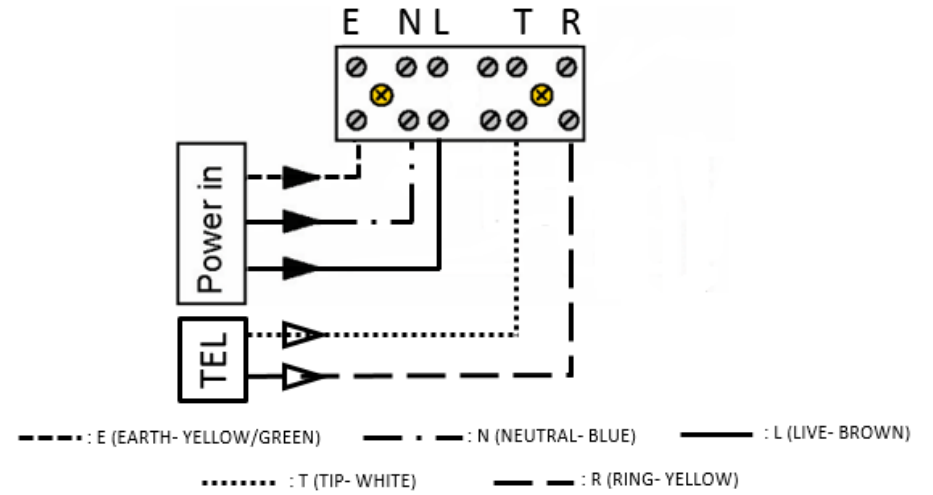 E N L T R
Power in
TEL
: E (EARTH- YELLOW/GREEN) : N (NEUTRAL- BLUE) : L (LIVE- BROWN)
: T (TIP- WHITE) : R (RING- YELLOW)